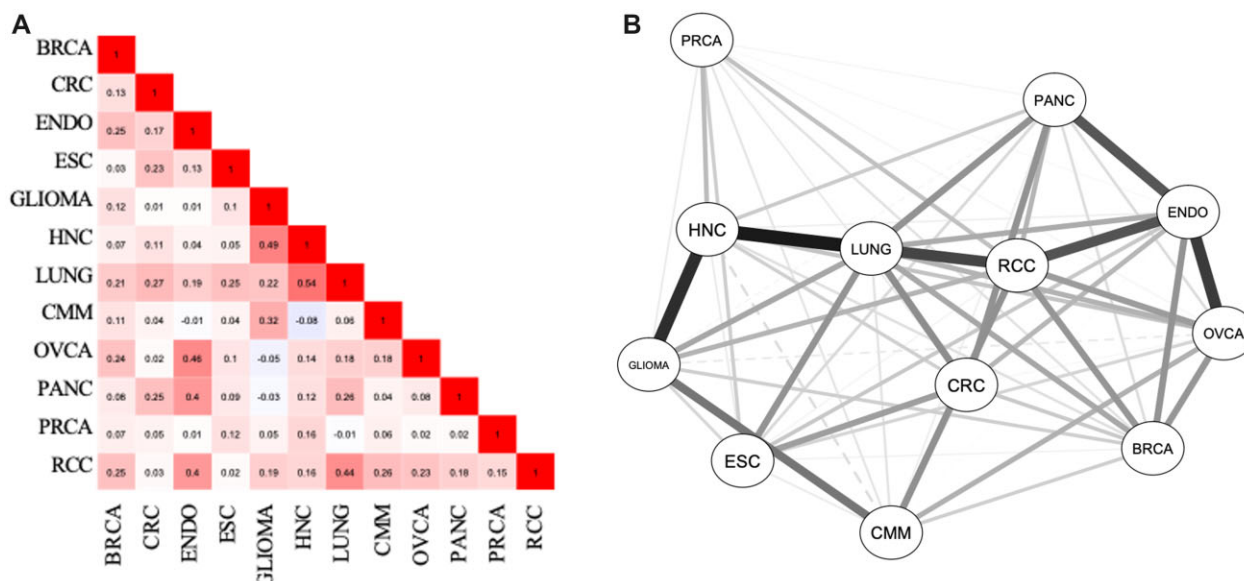 A
BRCA 1
CRC 0.13 1
ENDO 0.25 0.17 1
ESC 0.03 0.23 0.13 1
GLIOMA 0.12 0.01 0.01 0.1 1
HNC 0.07 0.11 0.04 0.05 0.49 1
LUNG 0.21 0.27 0.19 0.25 0.22 0.54 1
CMM 0.11 0.04 -0.01 0.04 0.32 -0.08 0.06 1
OVCA 0.24 0.02 0.46 0.1 -0.05 0.14 0.18 0.18 1
PANC 0.08 0.25 0.4 0.09 -0.03 0.12 0.26 0.04 0.08 1
PRCA 0.07 0.05 0.01 0.12 0.05 0.16 -0.01 0.06 0.02 0.02 1
RCC 0.25 0.03 0.4 0.02 0.19 0.16 0.44 0.26 0.23 0.18 0.15 1
BRCA CRC ENDO ESC GLIOMA HNC LUNG CMM OVCA PANC PRCA RCC
B
PRCA
PANC
ENDO
HNC
LUNG
RCC
OVCA
GLIOMA
CRC
BRCA
ESC
CMM